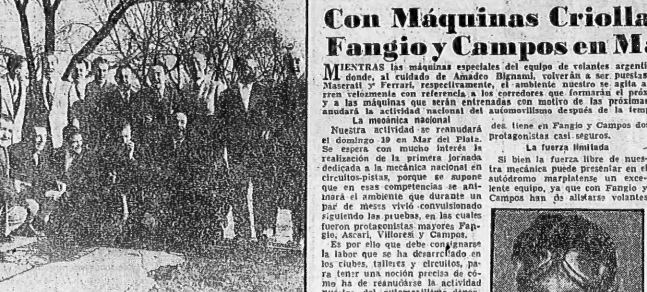 Con Máquinas Criolla
Fangio y Campos en Ma
MIENTRAS las máquinas especiales del equipo de volantes argenti
donde, al cuidado de Amadeo Bignami, volverán a ser puestas
Maserati y Ferrari, respectivamente, el ambiente nuestro se agita a
gren velozmente con referencia a los corredores que formarán el próx
y a las máquinas que serán entrenadas con motivo de las próximas
anudará la actividad nacional del automovilismo después de la temp
La mecánica nacional
Nuestra actividad se reanudará
el domingo 19 en Mar del Plata.
Se espera con mucho interés la
realización de la primera jornada
dedicada a la mecánica nacional en
circuitos-pistas, porque se supone
que en esas competencias se ani-
mará el ambiente que durante un
par de meses vivió convulsionado
siguiendo las pruebas, en las cuales
fueron protagonistas mayores Fan-
gio, Ascari, Villoresi y Campos.
Es por ello que debe consignarse
la labor que se ha desarrollado en
los clubes, talleres y circuitos, pa-
ra tener una noción precisa de có-
mo ha de reanudarse la actividad
del automovilismo
des, tiene en Fangio y Campos dos
protagonistas casi seguros.
La fuerza limitada
Si bien la fuerza libre de nues-
tra mecánica puede presentar en el
autódromo marplatense un exce-
lente equipo, ya que con Fangio y
Campos han de alistarse volantes